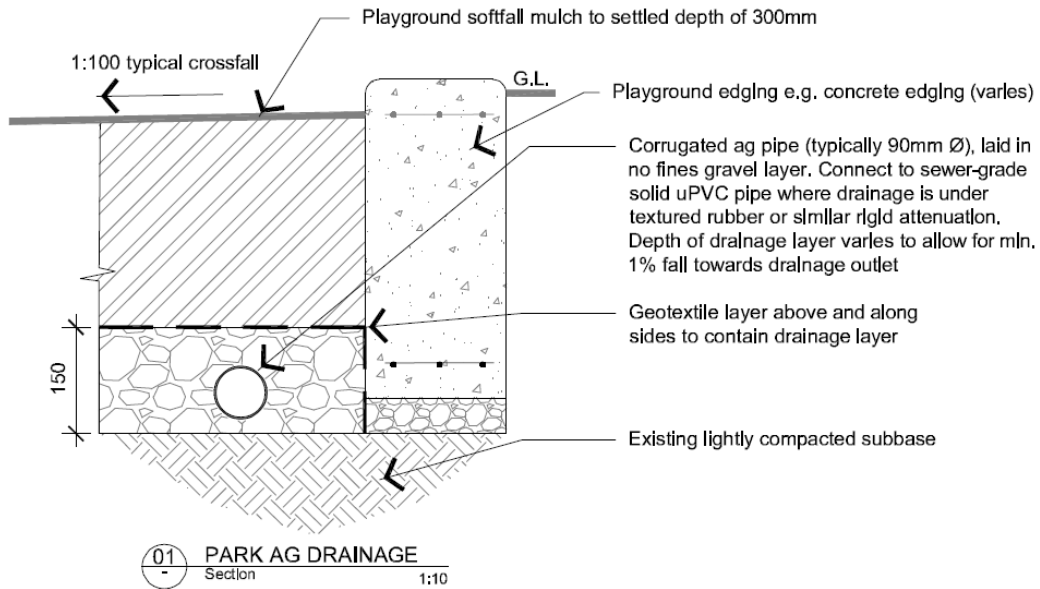 Playground softfall mulch to settled depth of 300mm
1:100 typical crossfall
G.L.
Playground edging e.g. concrete edging (varies)
Corrugated ag pipe (typically 90mm Ø), laid in
no fines gravel layer. Connect to sewer-grade
solid uPVC pipe where drainage is under
textured rubber or similar rigid attenuation.
Depth of drainage layer varies to allow for min.
1% fall towards drainage outlet
Geotextile layer above and along
sides to contain drainage layer
150
Existing lightly compacted subbase
01
-
PARK AG DRAINAGE
Section
1:10